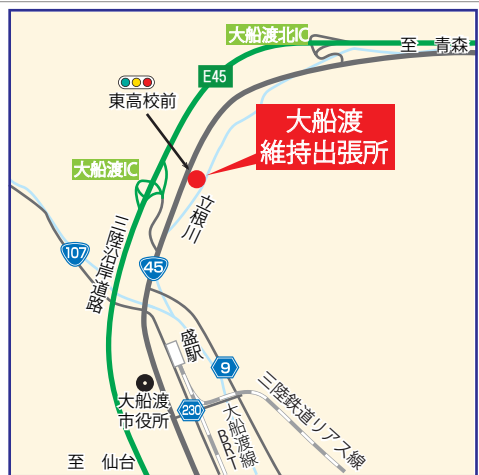 大船渡北IC
至 青森
E45
東高校前
大船渡
維持出張所
大船渡IC
立根川
三陸沿岸道路
107
45
盛駅
9
大船渡
市役所
230
大船渡線
BRT
三陸鉄道リアス線
至 仙台